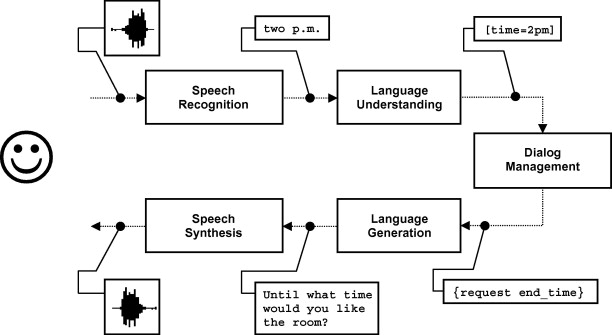 two p.m.
[time=2pm]
Speech
Recognition
Language
Understanding
Dialog
Management
Speech
Synthesis
Language
Generation
Until what time
would you like
the room?
{request end_time}